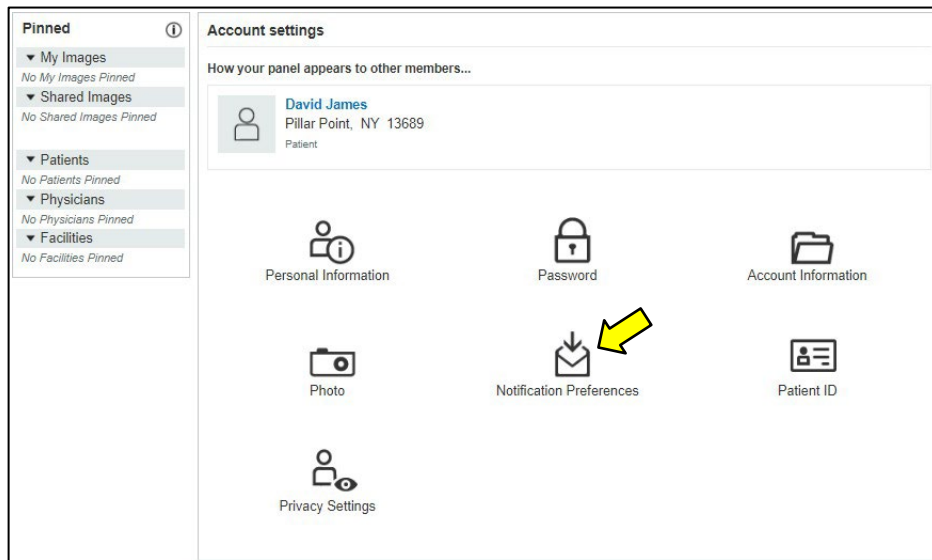 Pinned
My Images
No My Images Pinned
Shared Images
No Shared Images Pinned
Patients
No Patients Pinned
Physicians
No Physicians Pinned
Facilities
No Facilities Pinned
Account settings
How your panel appears to other members...
David James
Pillar Point, NY 13689
Patient
Personal Information
Password
Account Information
Photo
Notification Preferences
Patient ID
Privacy Settings